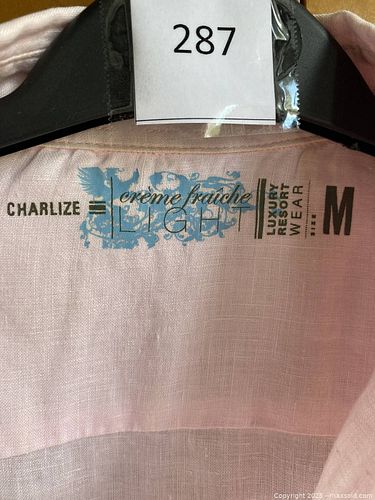 287
CHARLIZE
crème fraîche
LIGHT
LUXURY
RESORT
WEAR
SIZE
M
Copyright 2023 - maxsold.com